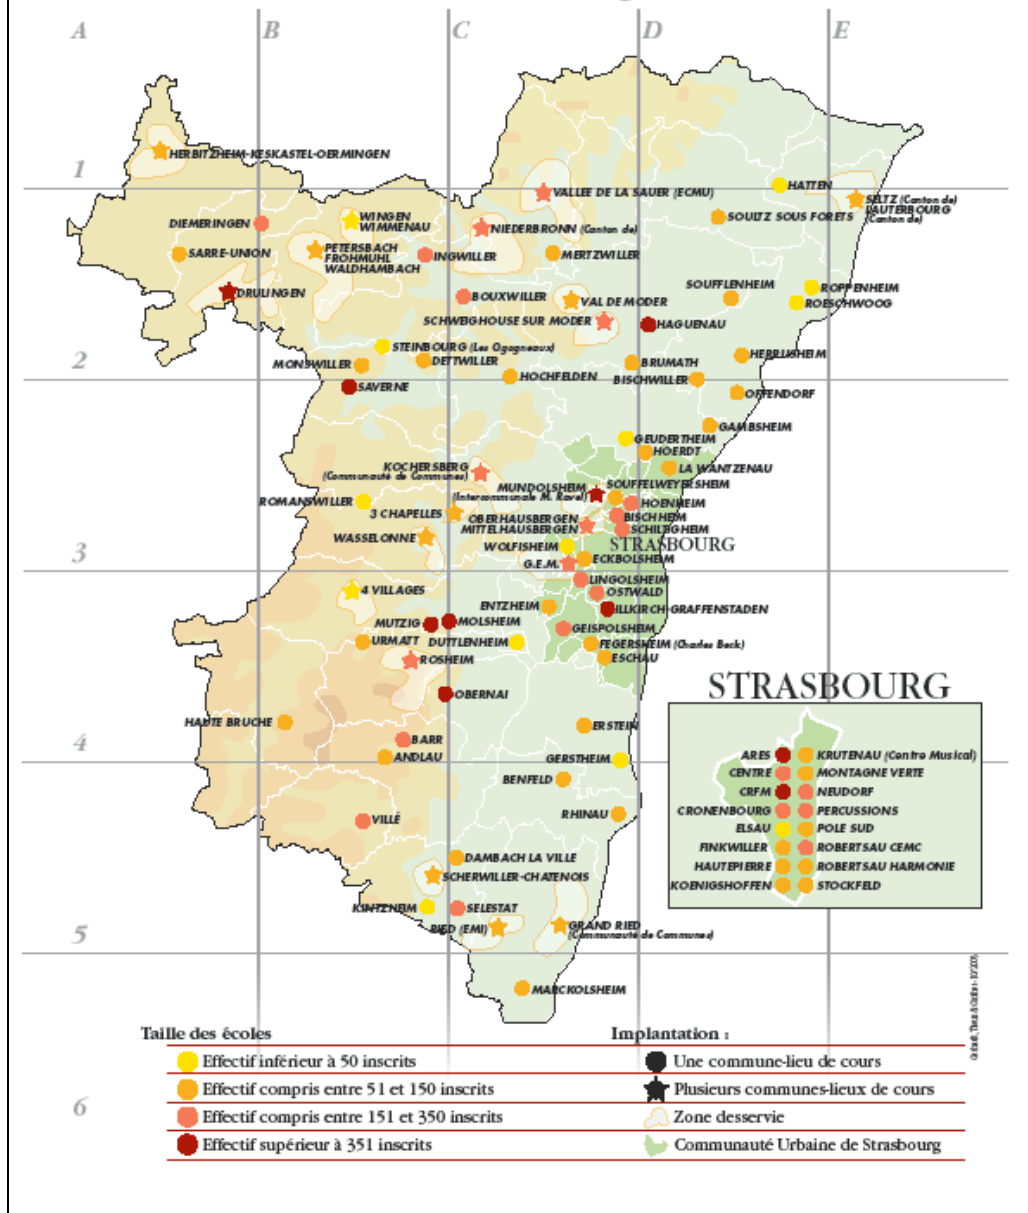 A
B
C
D
E
1
HERBITZHEIM-KESKASTEL-OERMINGEN
VALLEE DE LA SAUER (ECMU)
HATTEN
SELTZ (Canton de)
LAUTERBOURG
(Canton de)
DIEMERINGEN
WINGEN
WIMMENAU
NIEDERBRONN (Canton de)
SOULTZ SOUS FORETS
SARRE-UNION
PETERSBACH
FROHMUHL
WALDHAMBACH
INGWILLER
MERTZWILLER
DRULINGEN
BOUXWILLER
VAL DE MODER
SOUFFLENHEIM
ROPPENHEIM
ROESCHWOOG
SCHWEIGHOUSE SUR MODER
HAGUENAU
STEINBOURG (Les Ogogneaux)
2
MONSWILLER
DETTWILLER
BRUMATH
HERRLISHEIM
SAVERNE
HOCHFELDEN
BISCHWILLER
OFFENDORF
GAMBSHEIM
GEUDERTHEIM
HOERDT
KOCHERSBERG
(Communauté de Communes)
LA WANTZENAU
MUNDOLSHEIM
(Intercommunale M. Ravel)
SOUFFELWEYERSHEIM
ROMANSWILLER
HOENHEIM
3 CHAPELLES
OBERHAUSBERGEN
MITTELHAUSBERGEN
BISCHHEIM
SCHILTIGHEIM
WASSELONNE
WOLFISHEIM
STRASBOURG
3
G.E.M.
ECKBOLSHEIM
LINGOLSHEIM
4 VILLAGES
OSTWALD
ENTZHEIM
ILLKIRCH-GRAFFENSTADEN
MUTZIG
MOLSHEIM
GEISPOLSHEIM
URMATT
DUTTLENHEIM
FEGERSHEIM (Charles Beck)
ROSHEIM
ESCHAU
OBERNAI
HAUTE BRUCHE
ERSTEIN
4
BARR
ANDLAU
GERSTHEIM
BENFELD
RHINAU
VILLÉ
DAMBACH LA VILLE
SCHERWILLER-CHATENOIS
KINTZHEIM
SELESTAT
5
RIED (EMI)
GRAND RIED
(Communauté de Communes)
MARCKOLSHEIM
STRASBOURG
ARES
KRUTENAU (Centre Musical)
CENTRE
MONTAGNE VERTE
CRFM
NEUDORF
CRONENBOURG
PERCUSSIONS
ELSAU
POLE SUD
FINKWILLER
ROBERTSAU CEMC
HAUTEPIERRE
ROBERTSAU HARMONIE
KOENIGSHOFFEN
STOCKFELD
6
Taille des écoles
Effectif inférieur à 50 inscrits
Effectif compris entre 51 et 150 inscrits
Effectif compris entre 151 et 350 inscrits
Effectif supérieur à 351 inscrits
Implantation :
Une commune-lieu de cours
Plusieurs communes-lieux de cours
Zone desservie
Communauté Urbaine de Strasbourg